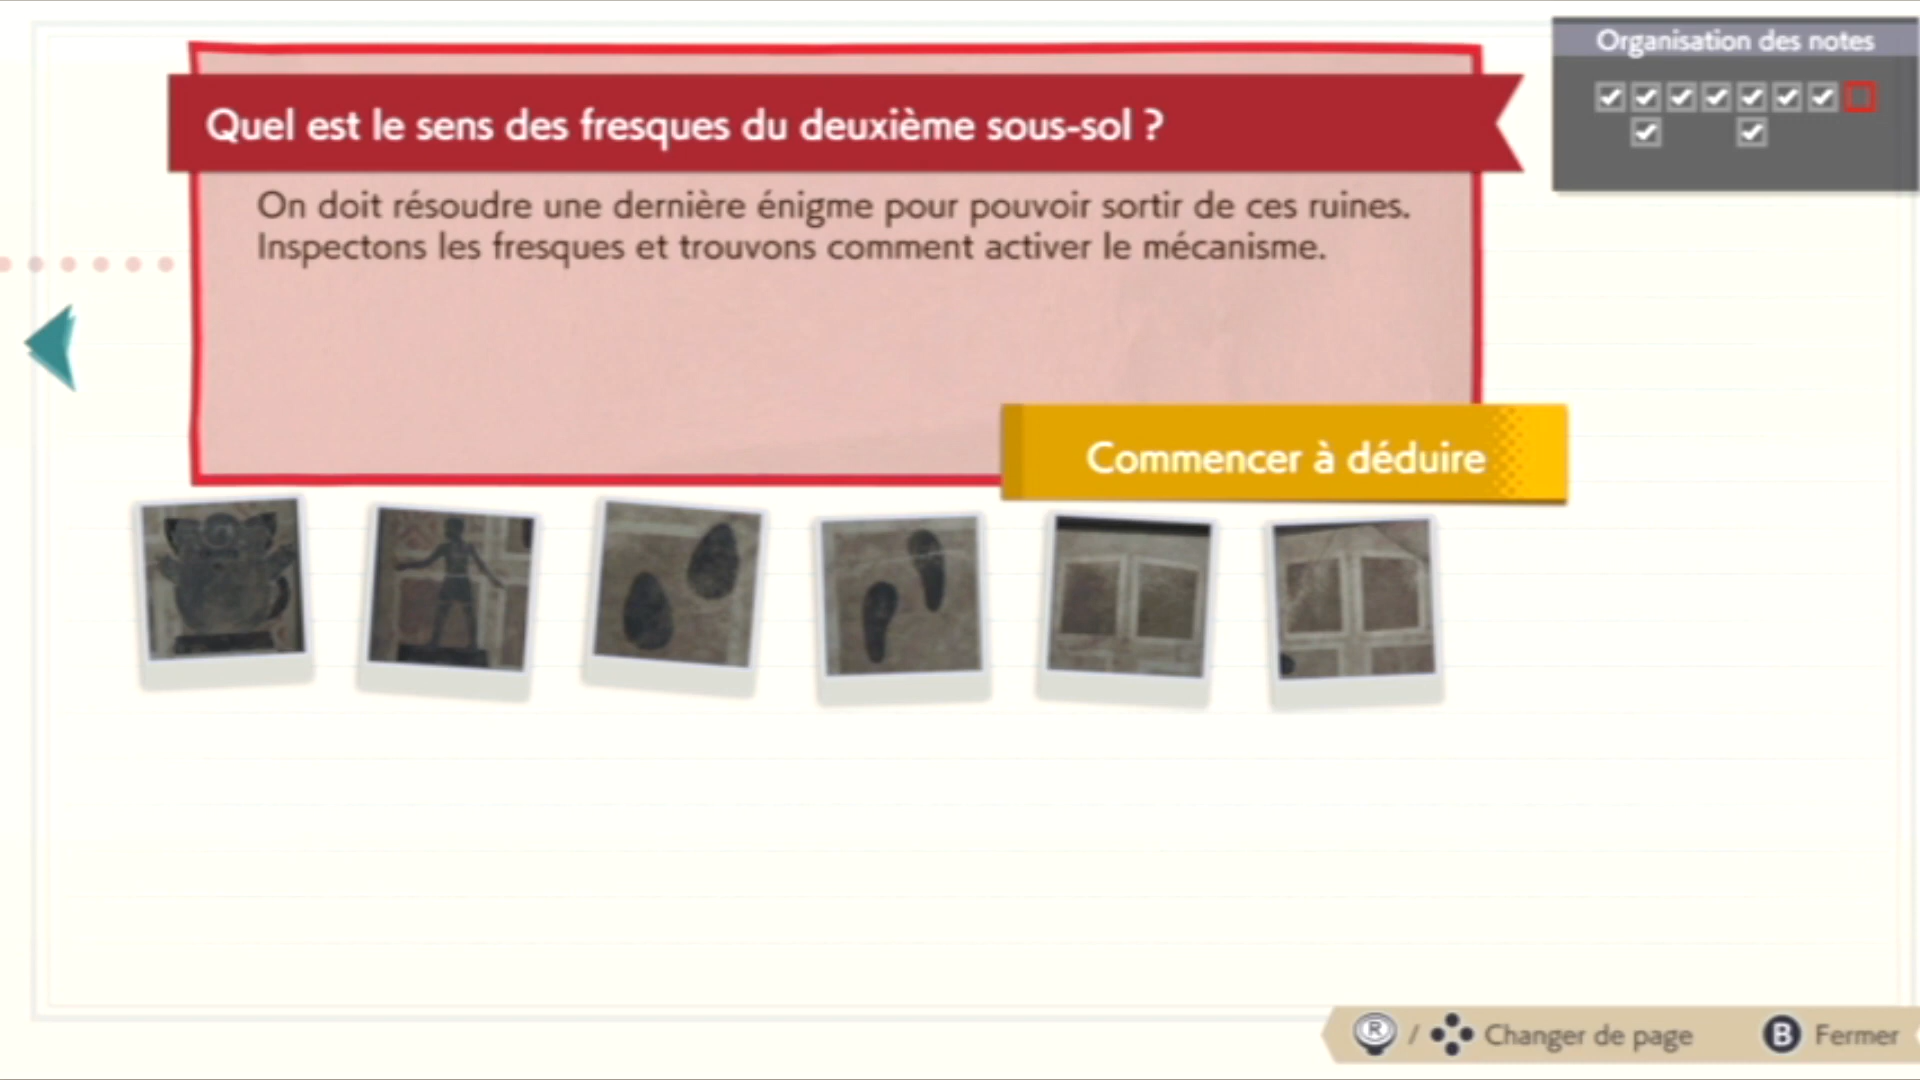 Organisation des notes
Quel est le sens des fresques du deuxième sous-sol ?
On doit résoudre une dernière énigme pour pouvoir sortir de ces ruines.
Inspectons les fresques et trouvons comment activer le mécanisme.
Commencer à déduire
R / Changer de page B Fermer